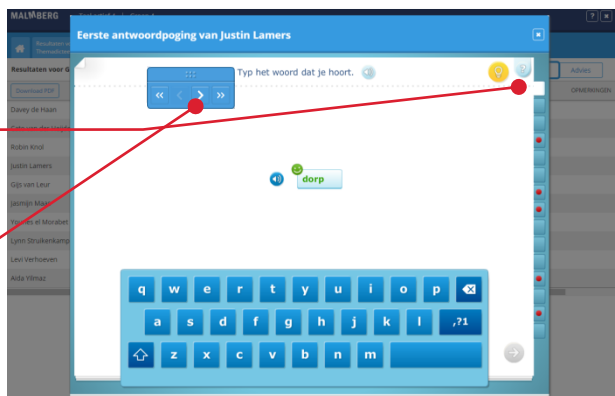 MALMBERG
? x
Eerste antwoordpoging van Justin Lamers
x
Resultaten voor G
Advies
Download PDF
OPMERKINGEN
Typ het woord dat je hoort.
Davey de Haan
Robin Knol
Justin Lamers
Gijs van Leur
Jasmijn Maas
Younes el Morabet
Lynn Struikenkamp
Levi Verhoeven
Aida Yilmaz
dorp
q w e r t y u i o p
a s d f g h j k l ,?1
z x c v b n m